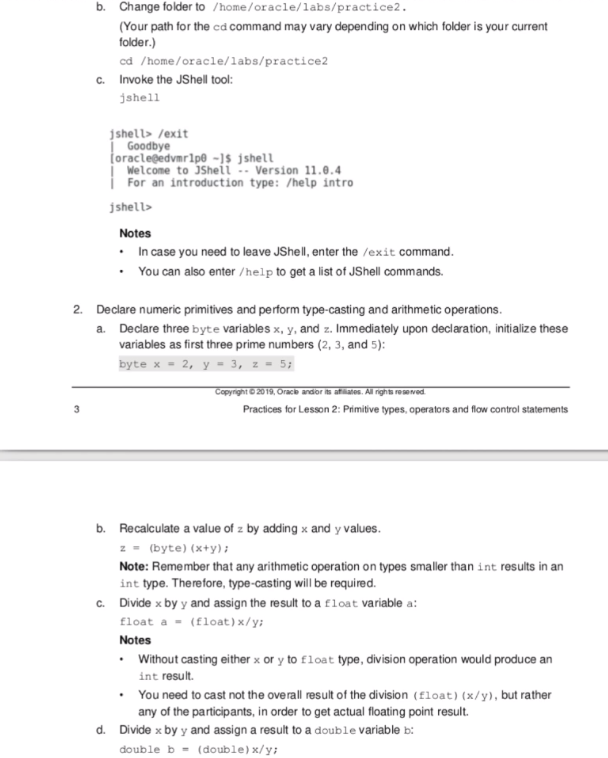 b. Change folder to /home/oracle/labs/practice2.
(Your path for the cd command may vary depending on which folder is your current
folder.)
cd /home/oracle/labs/practice2
c. Invoke the JShell tool:
jshell
jshell> /exit
| Goodbye
[oracle@edvmr1p0 ~]$ jshell
| Welcome to JShell -- Version 11.0.4
| For an introduction type: /help intro
jshell>
Notes
• In case you need to leave JShell, enter the /exit command.
• You can also enter /help to get a list of JShell commands.
2. Declare numeric primitives and perform type-casting and arithmetic operations.
a. Declare three byte variables x, y, and z. Immediately upon declaration, initialize these
variables as first three prime numbers (2, 3, and 5):
byte x = 2, y = 3, z = 5;
Copyright © 2019, Oracle and/or its affiliates. All rights reserved.
3 Practices for Lesson 2: Primitive types, operators and flow control statements
b. Recalculate a value of z by adding x and y values.
z = (byte)(x+y);
Note: Remember that any arithmetic operation on types smaller than int results in an
int type. Therefore, type-casting will be required.
c. Divide x by y and assign the result to a float variable a:
float a = (float)x/y;
Notes
• Without casting either x or y to float type, division operation would produce an
int result.
• You need to cast not the overall result of the division (float)(x/y), but rather
any of the participants, in order to get actual floating point result.
d. Divide x by y and assign a result to a double variable b:
double b = (double)x/y;